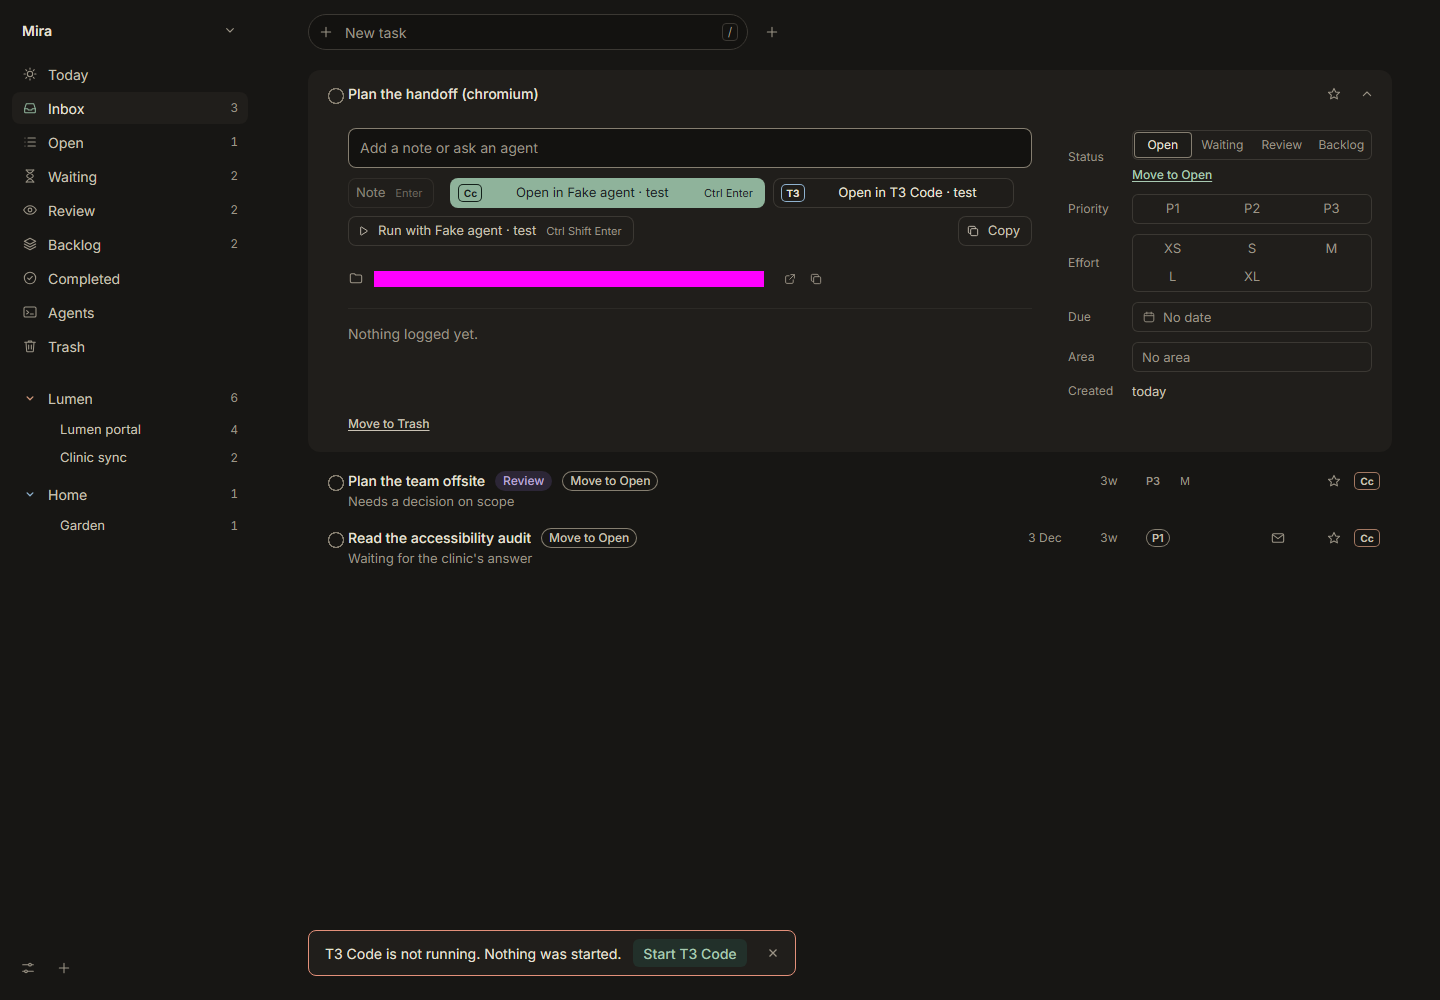 Mira
Today
Inbox 3
Open 1
Waiting 2
Review 2
Backlog 2
Completed
Agents
Trash
Lumen 6
Lumen portal 4
Clinic sync 2
Home 1
Garden 1
New task /
Plan the handoff (chromium)
Add a note or ask an agent
Note Enter
Cc Open in Fake agent · test Ctrl Enter
T3 Open in T3 Code · test
Run with Fake agent · test Ctrl Shift Enter
Copy
Nothing logged yet.
Move to Trash
Status Open Waiting Review Backlog
Move to Open
Priority P1 P2 P3
Effort XS S M
L XL
Due No date
Area No area
Created today
Plan the team offsite Review Move to Open 3w P3 M Cc
Needs a decision on scope
Read the accessibility audit Move to Open 3 Dec 3w P1 Cc
Waiting for the clinic's answer
T3 Code is not running. Nothing was started. Start T3 Code